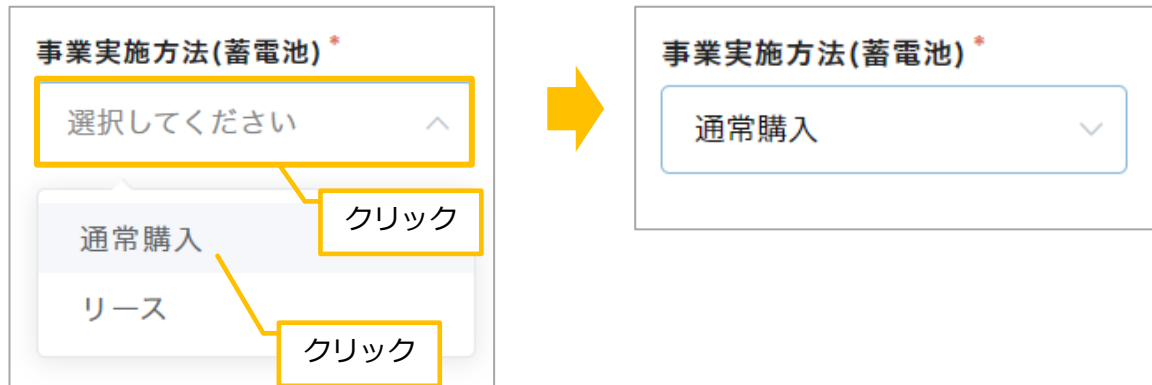 事業実施方法(蓄電池)*
選択してください
クリック
通常購入
リース
クリック
事業実施方法(蓄電池)*
通常購入